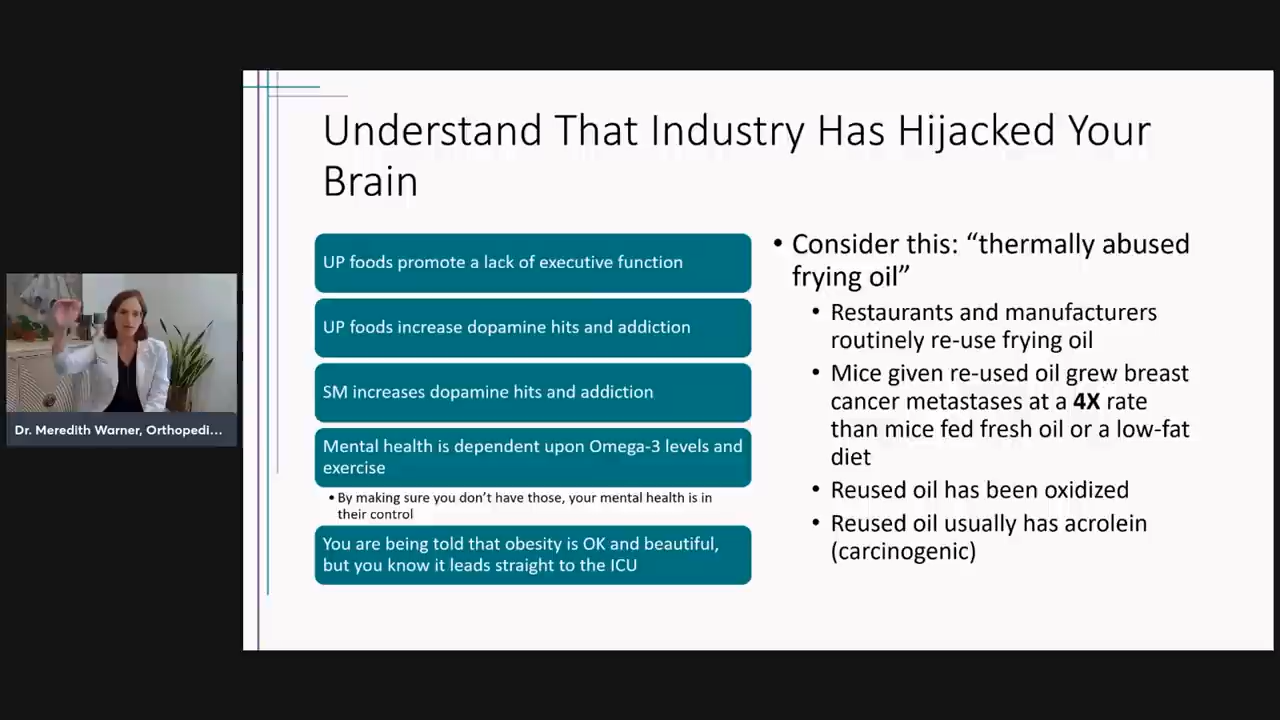 Understand That Industry Has Hijacked Your
Brain
UP foods promote a lack of executive function
UP foods increase dopamine hits and addiction
SM increases dopamine hits and addiction
Mental health is dependent upon Omega-3 levels and
exercise
• By making sure you don’t have those, your mental health is in
their control
You are being told that obesity is OK and beautiful,
but you know it leads straight to the ICU
• Consider this: “thermally abused
frying oil”
• Restaurants and manufacturers
routinely re-use frying oil
• Mice given re-used oil grew breast
cancer metastases at a 4X rate
than mice fed fresh oil or a low-fat
diet
• Reused oil has been oxidized
• Reused oil usually has acrolein
(carcinogenic)
Dr. Meredith Warner, Orthopedi...